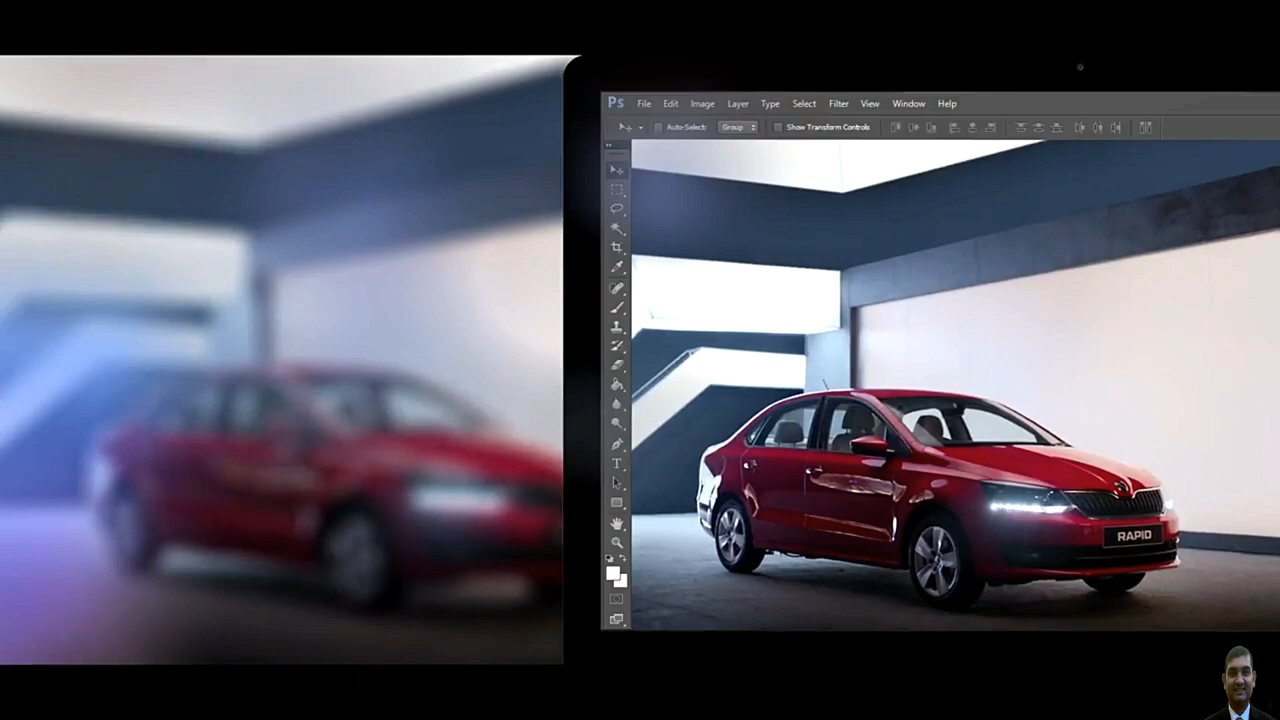 Ps File Edit Image Layer Type Select Filter View Window Help
Auto-Select: Group Show Transform Controls
T
RAPID